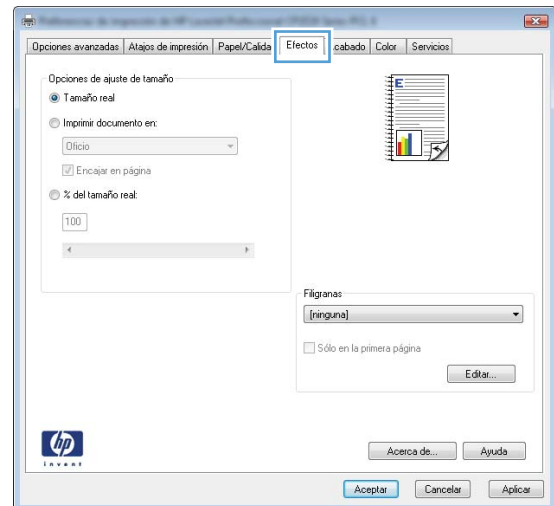 Opciones avanzadas Atajos de impresión Papel/Calida Efectos cabado Color Servicios
Opciones de ajuste de tamaño
Tamaño real
Imprimir documento en:
Oficio
Encajar en página
% del tamaño real:
100
E
Filigranas
[ninguna]
Sólo en la primera página
Editar...
hp
invent
Acerca de... Ayuda
Aceptar Cancelar Aplicar